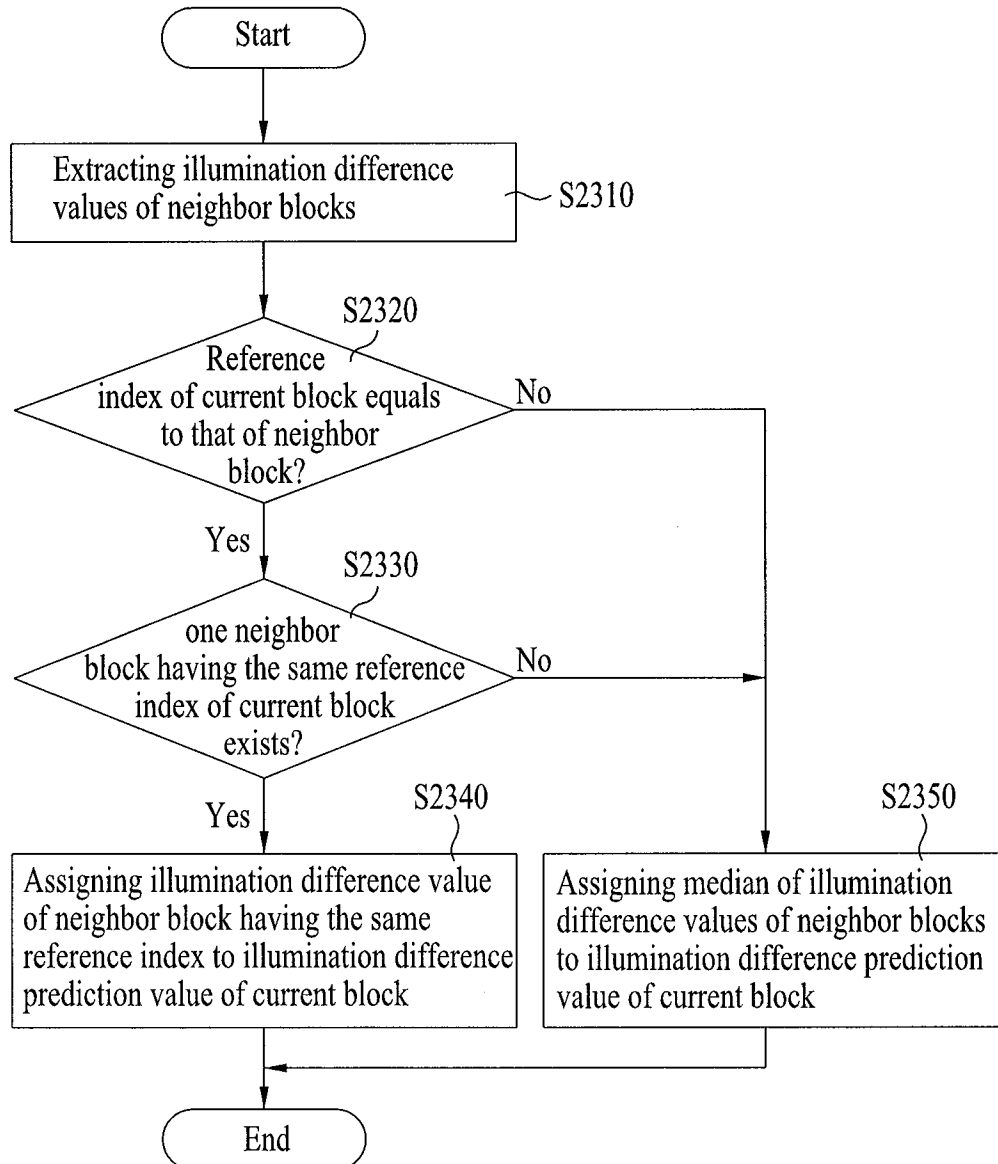 Start
Extracting illumination difference
values of neighbor blocks
S2310
S2320
Reference
index of current block equals
to that of neighbor
block?
No
Yes
S2330
one neighbor
block having the same reference
index of current block
exists?
No
Yes
S2340
Assigning illumination difference value
of neighbor block having the same
reference index to illumination difference
prediction value of current block
S2350
Assigning median of illumination
difference values of neighbor blocks
to illumination difference prediction
value of current block
End